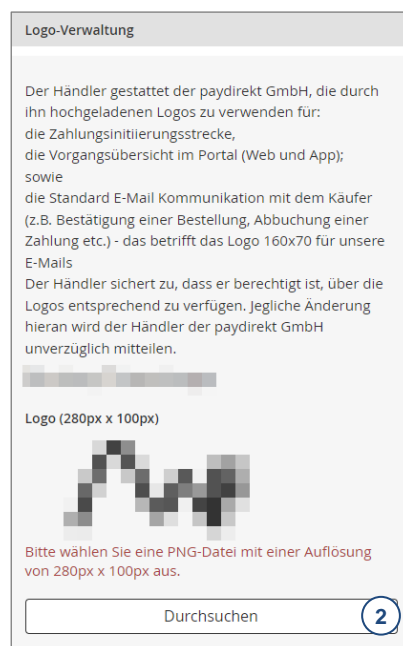 Logo-Verwaltung
Der Händler gestattet der paydirekt GmbH, die durch
ihn hochgeladenen Logos zu verwenden für:
die Zahlungsinitiierungsstrecke,
die Vorgangsübersicht im Portal (Web und App);
sowie
die Standard E-Mail Kommunikation mit dem Käufer
(z.B. Bestätigung einer Bestellung, Abbuchung einer
Zahlung etc.) - das betrifft das Logo 160x70 für unsere
E-Mails
Der Händler sichert zu, dass er berechtigt ist, über die
Logos entsprechend zu verfügen. Jegliche Änderung
hieran wird der Händler der paydirekt GmbH
unverzüglich mitteilen.
Logo (280px x 100px)
Bitte wählen Sie eine PNG-Datei mit einer Auflösung
von 280px x 100px aus.
Durchsuchen 2